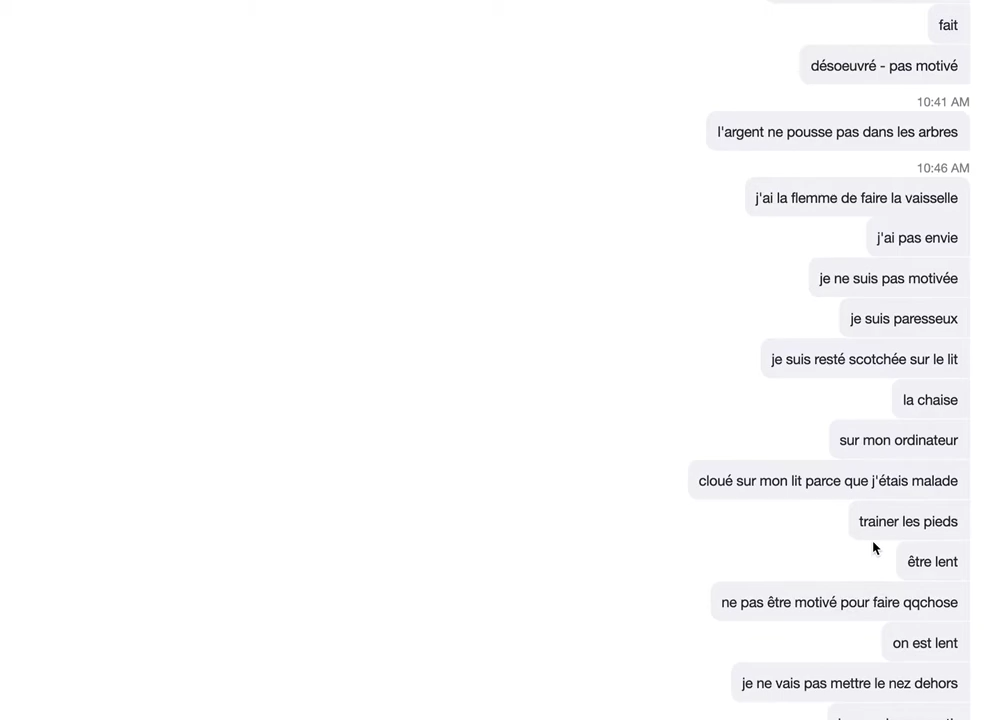 fait
désoeuvré - pas motivé
10:41 AM
l'argent ne pousse pas dans les arbres
10:46 AM
j'ai la flemme de faire la vaisselle
j'ai pas envie
je ne suis pas motivée
je suis paresseux
je suis resté scotchée sur le lit
la chaise
sur mon ordinateur
cloué sur mon lit parce que j'étais malade
trainer les pieds
être lent
ne pas être motivé pour faire qqchose
on est lent
je ne vais pas mettre le nez dehors